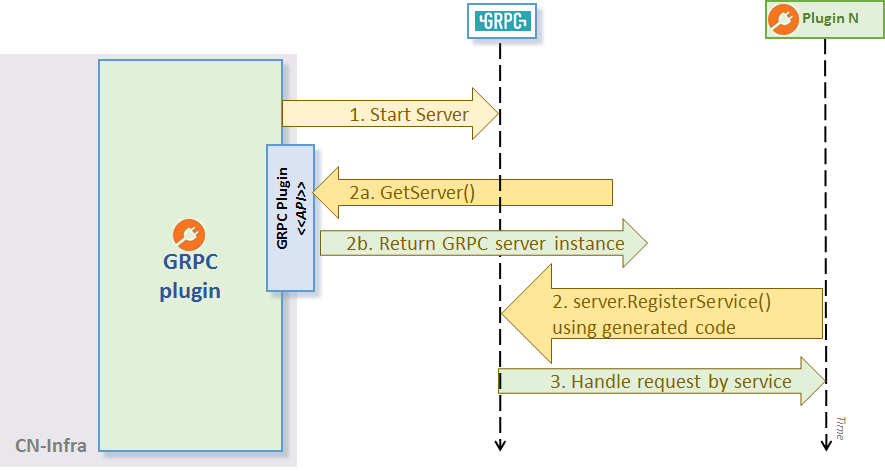 GRPC
Plugin N
1. Start Server
GRPC Plugin
<<API>>
2a. GetServer()
2b. Return GRPC server instance
GRPC
plugin
2. server.RegisterService()
using generated code
3. Handle request by service
Time
CN-Infra